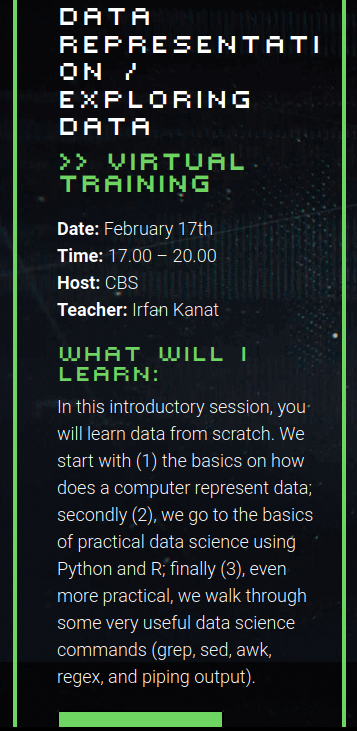 DATA
REPRESENTATI
ON /
EXPLORING
DATA
>> VIRTUAL
TRAINING
Date: February 17th
Time: 17.00 – 20.00
Host: CBS
Teacher: Irfan Kanat
WHAT WILL I
LEARN:
In this introductory session, you
will learn data from scratch. We
start with (1) the basics on how
does a computer represent data;
secondly (2), we go to the basics
of practical data science using
Python and R; finally (3), even
more practical, we walk through
some very useful data science
commands (grep, sed, awk,
regex, and piping output).